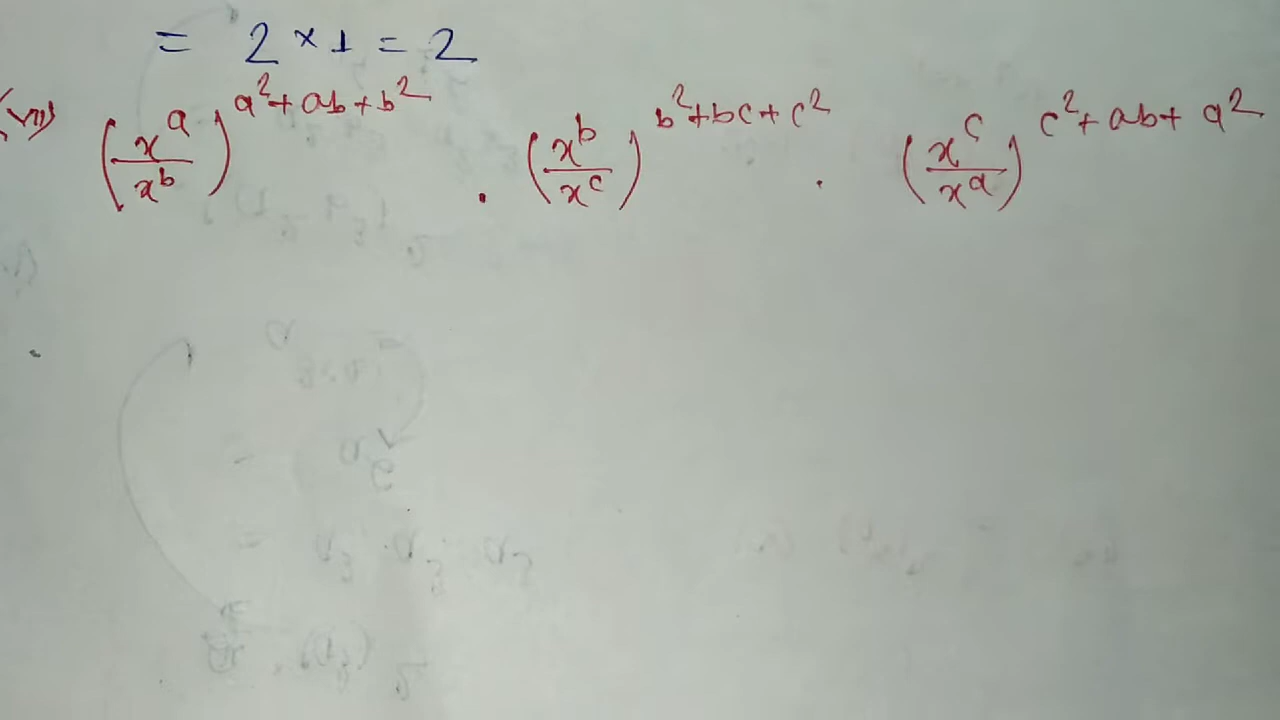 = 2 × 1 = 2
(vii) (x^a/x^b)^(a²+ab+b²) . (x^b/x^c)^(b²+bc+c²) . (x^c/x^a)^(c²+ab+a²)